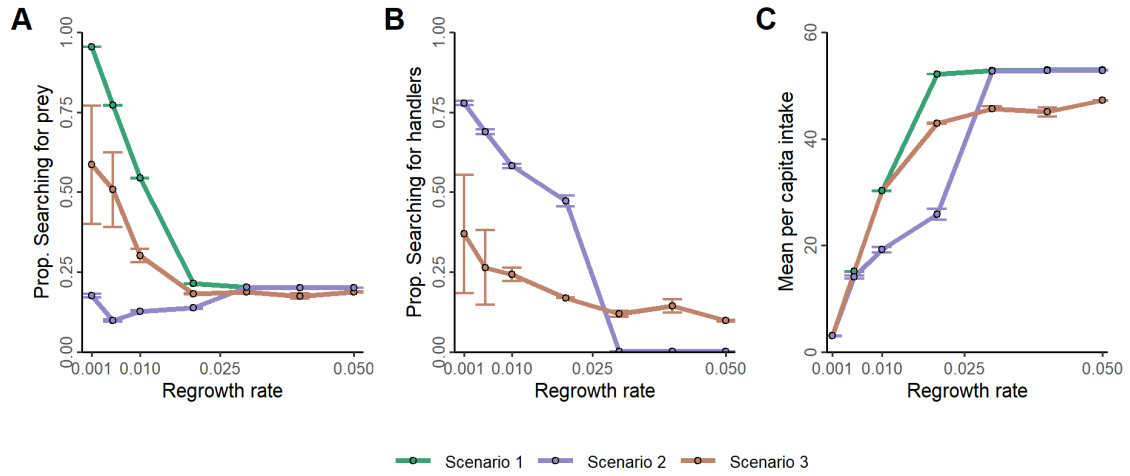 A
B
C
Prop. Searching for prey
1.00
0.75
0.50
0.25
0.00
0.001
0.010
0.025
0.050
Regrowth rate
Prop. Searching for handlers
1.00
0.75
0.50
0.25
0.00
0.001
0.010
0.025
0.050
Regrowth rate
Mean per capita intake
60
40
20
0
0.001
0.010
0.025
0.050
Regrowth rate
Scenario 1
Scenario 2
Scenario 3